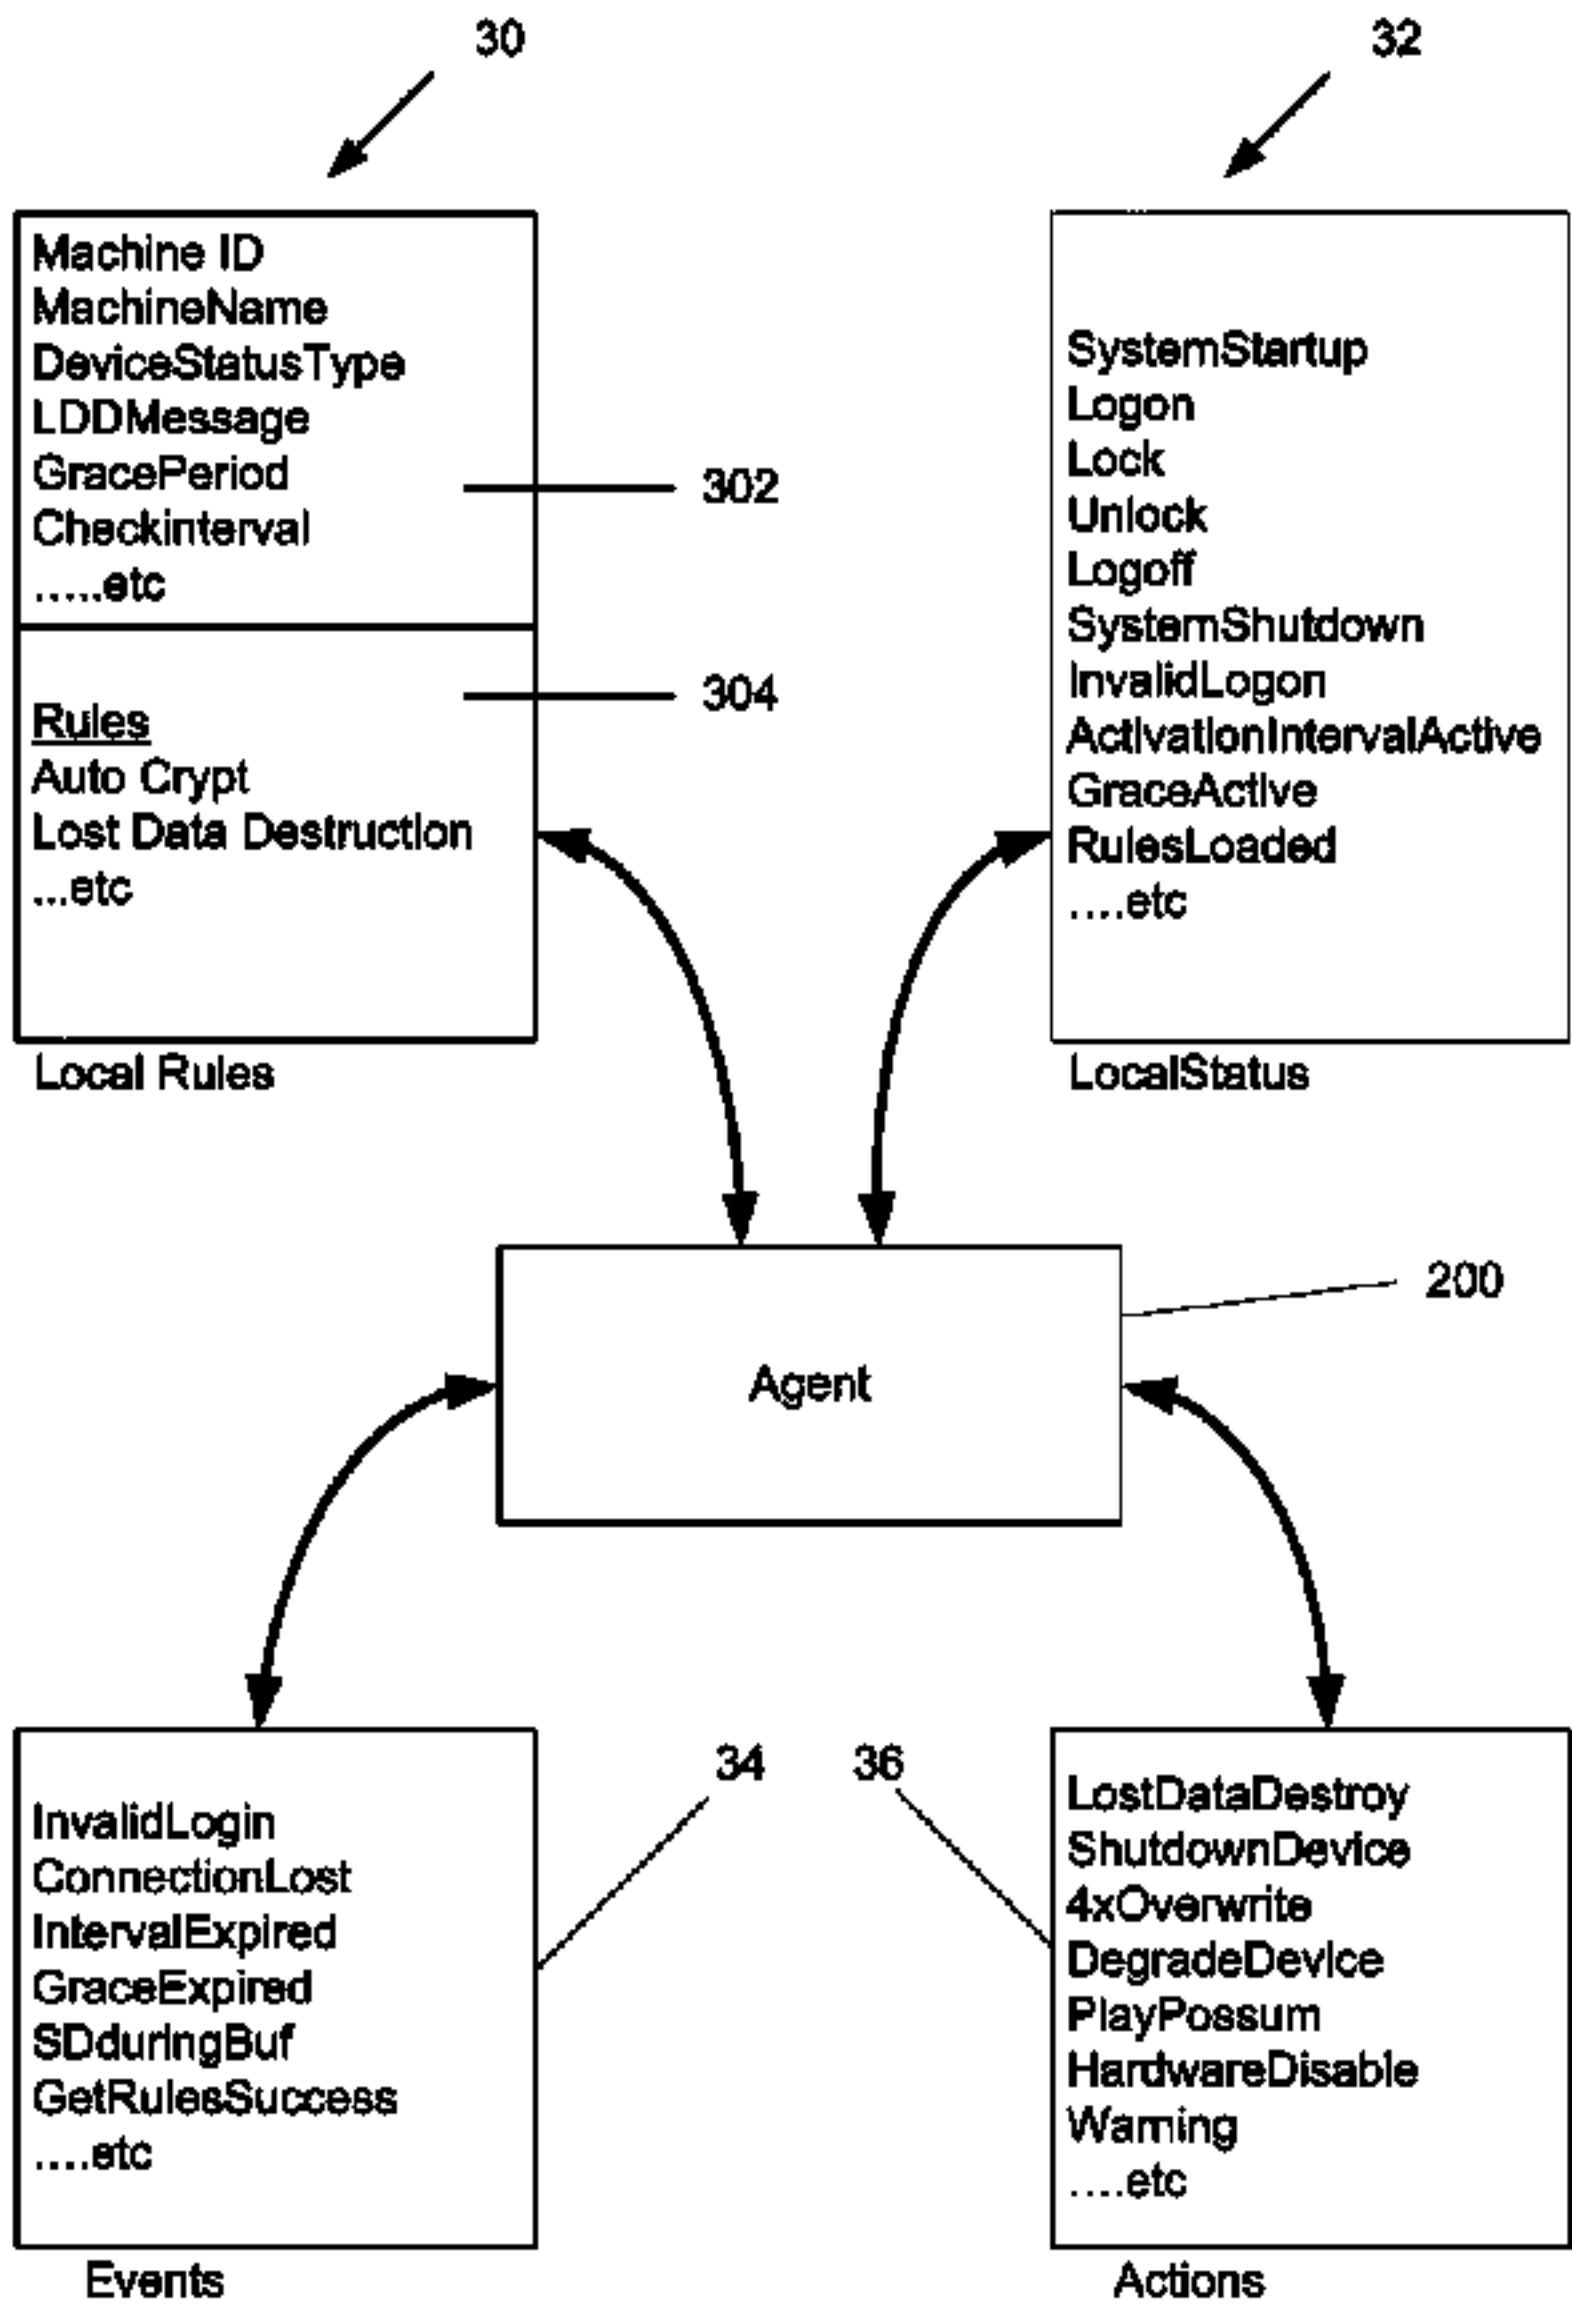 30
32
Machine ID
MachineName
DeviceStatusType
LDDMessage
GracePeriod
Checkinterval
.....etc
302
304
Rules
Auto Crypt
Lost Data Destruction
...etc
Local Rules
SystemStartup
Logon
Lock
Unlock
Logoff
SystemShutdown
InvalidLogon
ActivationIntervalActive
GraceActive
RulesLoaded
....etc
LocalStatus
Agent
200
34
36
InvalidLogin
ConnectionLost
IntervalExpired
GraceExpired
SDduringBuf
GetRulesSuccess
....etc
Events
LostDataDestroy
ShutdownDevice
4xOverwrite
DegradeDevice
PlayPossum
HardwareDisable
Warning
....etc
Actions